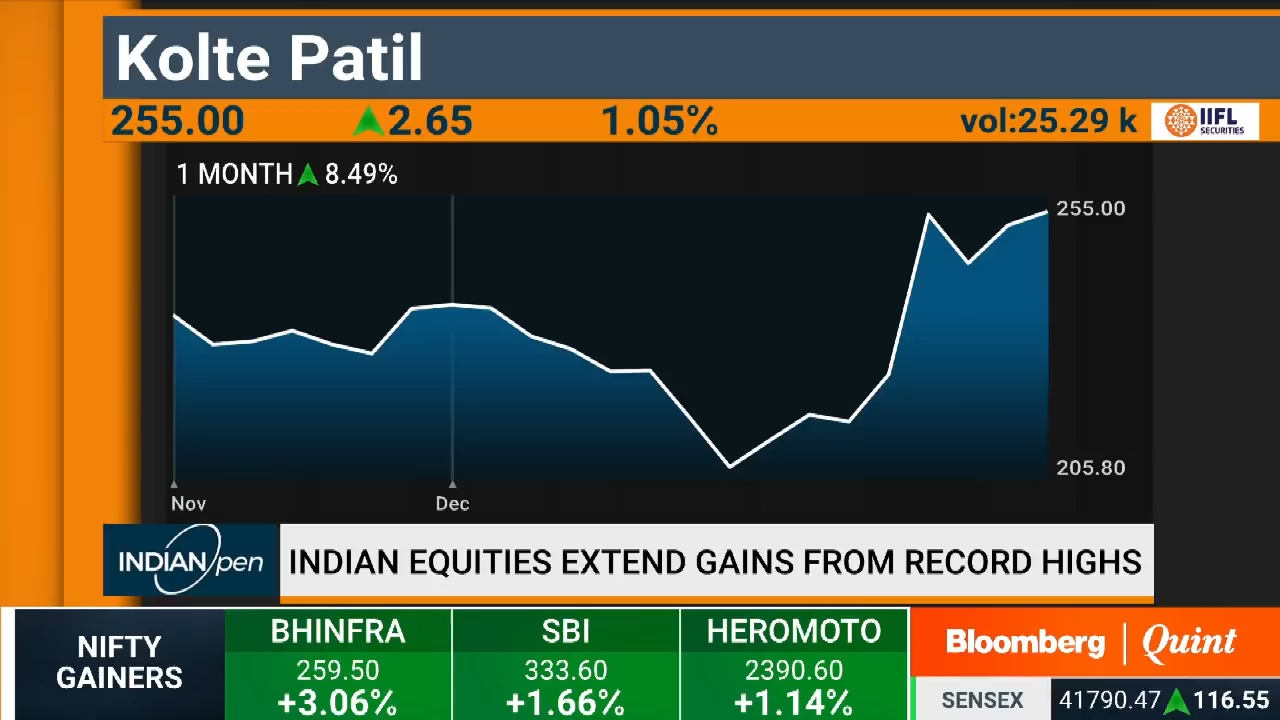 Kolte Patil
255.00 2.65 1.05% vol:25.29 k IIFL SECURITIES
1 MONTH 8.49%
255.00
205.80
Nov Dec
INDIAN Open INDIAN EQUITIES EXTEND GAINS FROM RECORD HIGHS
NIFTY GAINERS
BHINFRA
259.50
+3.06%
SBI
333.60
+1.66%
HEROMOTO
2390.60
+1.14%
Bloomberg | Quint
SENSEX 41790.47 116.55